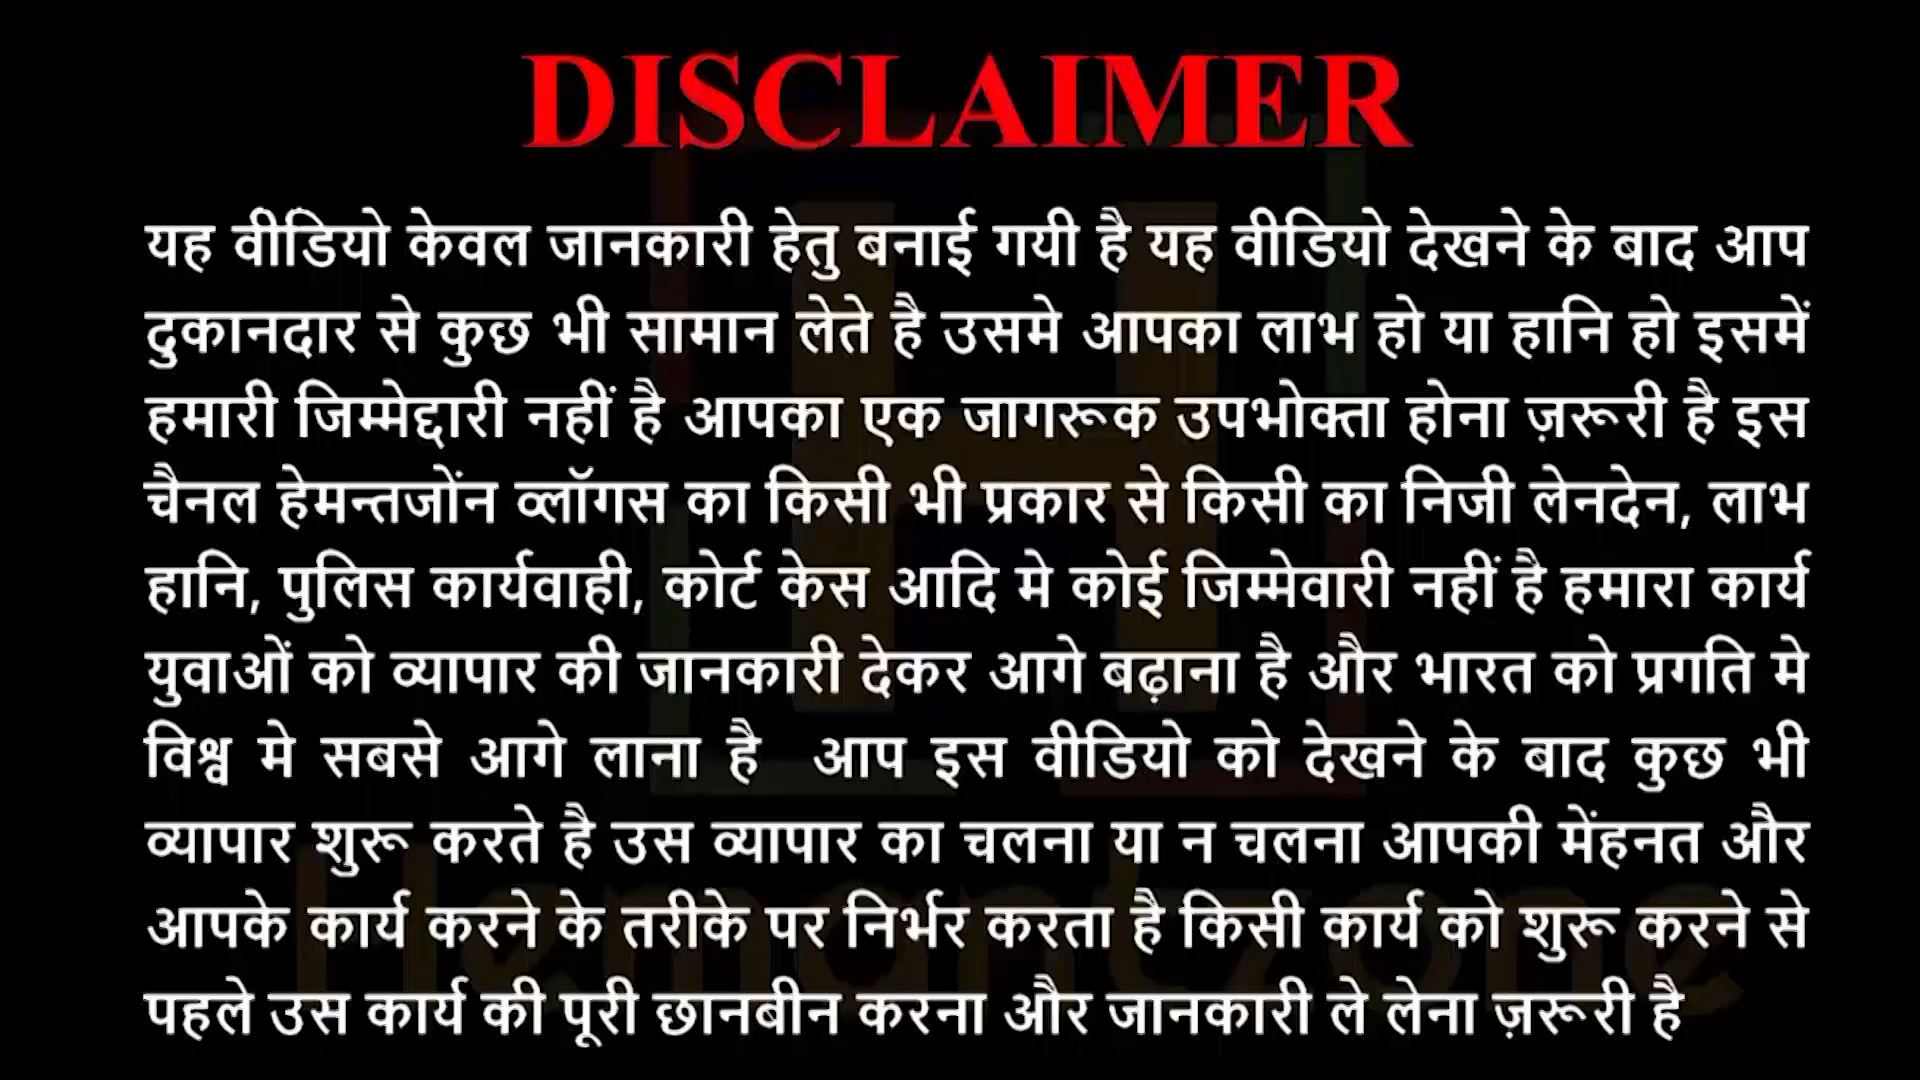 DISCLAIMER
यह वीडियो केवल जानकारी हेतु बनाई गयी है यह वीडियो देखने के बाद आप
दुकानदार से कुछ भी सामान लेते है उसमे आपका लाभ हो या हानि हो इसमें
हमारी जिम्मेद्दारी नहीं है आपका एक जागरूक उपभोक्ता होना ज़रूरी है इस
चैनल हेमन्तजोंन व्लॉगस का किसी भी प्रकार से किसी का निजी लेनदेन, लाभ
हानि, पुलिस कार्यवाही, कोर्ट केस आदि मे कोई जिम्मेवारी नहीं है हमारा कार्य
युवाओं को व्यापार की जानकारी देकर आगे बढ़ाना है और भारत को प्रगति मे
विश्व मे सबसे आगे लाना है आप इस वीडियो को देखने के बाद कुछ भी
व्यापार शुरू करते है उस व्यापार का चलना या न चलना आपकी मेंहनत और
आपके कार्य करने के तरीके पर निर्भर करता है किसी कार्य को शुरू करने से
पहले उस कार्य की पूरी छानबीन करना और जानकारी ले लेना ज़रूरी है
Hemantzone